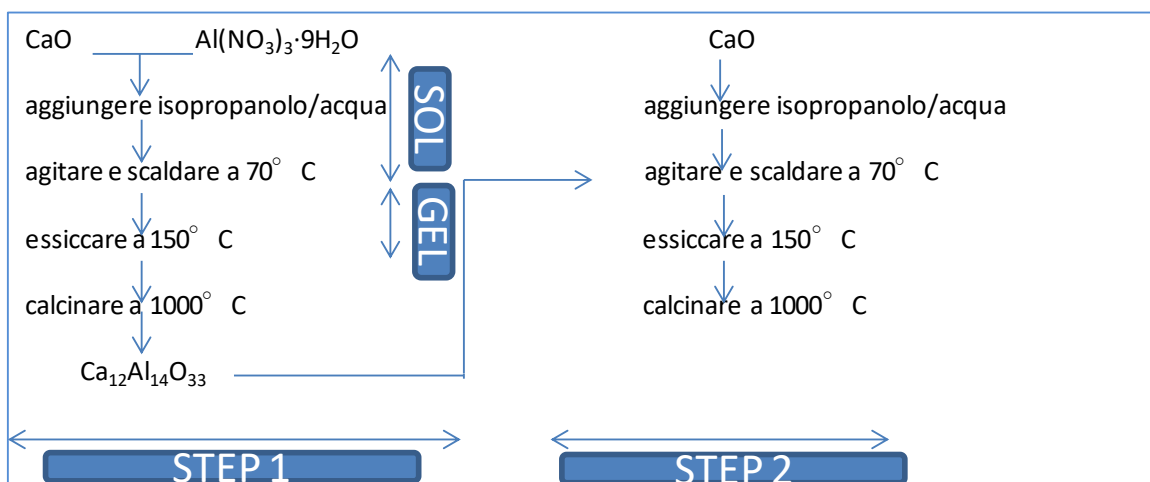 CaO Al(NO₃)₃·9H₂O
aggiungere isopropanolo/acqua
agitare e scaldare a 70° C
essiccare a 150° C
calcinare a 1000° C
Ca₁₂Al₁₄O₃₃
SOL
GEL
STEP 1
CaO
aggiungere isopropanolo/acqua
agitare e scaldare a 70° C
essiccare a 150° C
calcinare a 1000° C
STEP 2